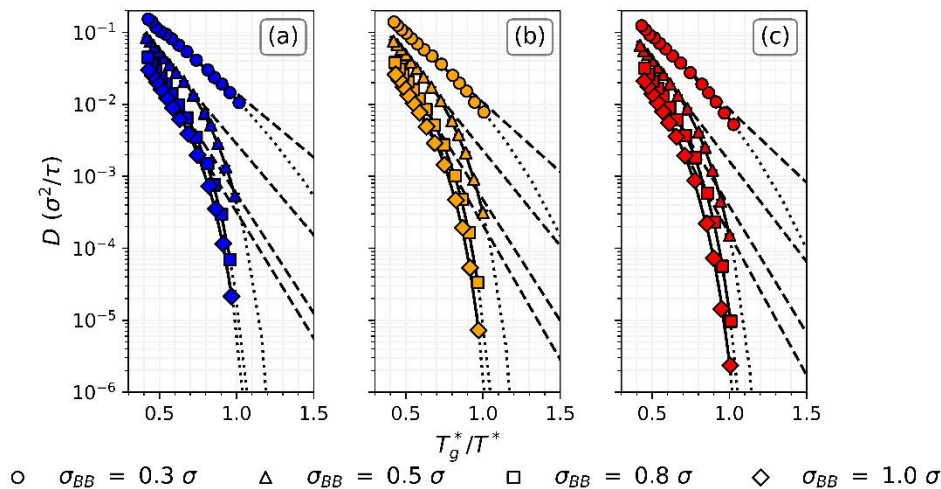 (a)
(b)
(c)
10⁻¹
10⁻²
10⁻³
10⁻⁴
10⁻⁵
10⁻⁶
D (σ²/τ)
0.5 1.0 1.5
0.5 1.0 1.5
0.5 1.0 1.5
T*g/T*
σBB = 0.3 σ
σBB = 0.5 σ
σBB = 0.8 σ
σBB = 1.0 σ